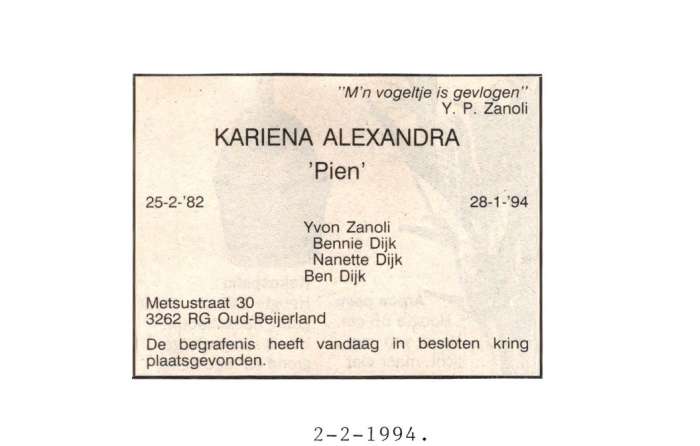 "M'n vogeltje is gevlogen"
Y. P. Zanoli
KARIENA ALEXANDRA
'Pien'
25-2-'82 28-1-'94
Yvon Zanoli
Bennie Dijk
Nanette Dijk
Ben Dijk
Metsustraat 30
3262 RG Oud-Beijerland
De begrafenis heeft vandaag in besloten kring
plaatsgevonden.
2-2-1994.